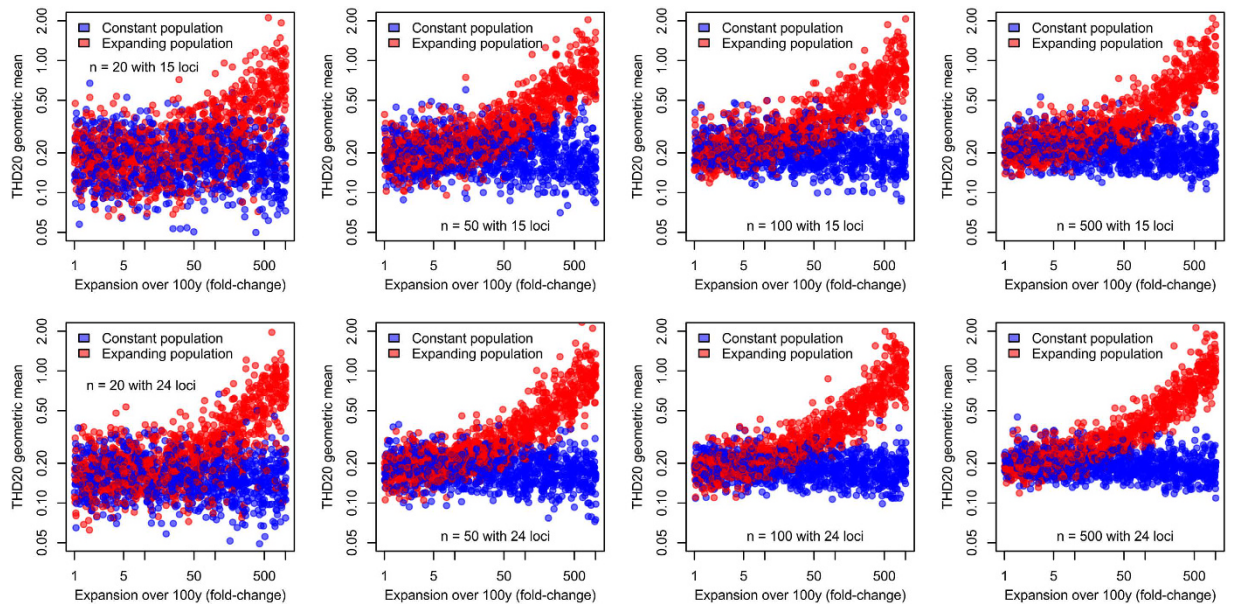 2.00
1.00
0.50
0.20
0.10
0.05
THD20 geometric mean
Constant population
Expanding population
n = 20 with 15 loci
1 5 50 500
Expansion over 100y (fold-change)
2.00
1.00
0.50
0.20
0.10
0.05
THD20 geometric mean
Constant population
Expanding population
n = 50 with 15 loci
1 5 50 500
Expansion over 100y (fold-change)
2.00
1.00
0.50
0.20
0.10
0.05
THD20 geometric mean
Constant population
Expanding population
n = 100 with 15 loci
1 5 50 500
Expansion over 100y (fold-change)
2.00
1.00
0.50
0.20
0.10
0.05
THD20 geometric mean
Constant population
Expanding population
n = 500 with 15 loci
1 5 50 500
Expansion over 100y (fold-change)
2.00
1.00
0.50
0.20
0.10
0.05
THD20 geometric mean
Constant population
Expanding population
n = 20 with 24 loci
1 5 50 500
Expansion over 100y (fold-change)
2.00
1.00
0.50
0.20
0.10
0.05
THD20 geometric mean
Constant population
Expanding population
n = 50 with 24 loci
1 5 50 500
Expansion over 100y (fold-change)
2.00
1.00
0.50
0.20
0.10
0.05
THD20 geometric mean
Constant population
Expanding population
n = 100 with 24 loci
1 5 50 500
Expansion over 100y (fold-change)
2.00
1.00
0.50
0.20
0.10
0.05
THD20 geometric mean
Constant population
Expanding population
n = 500 with 24 loci
1 5 50 500
Expansion over 100y (fold-change)